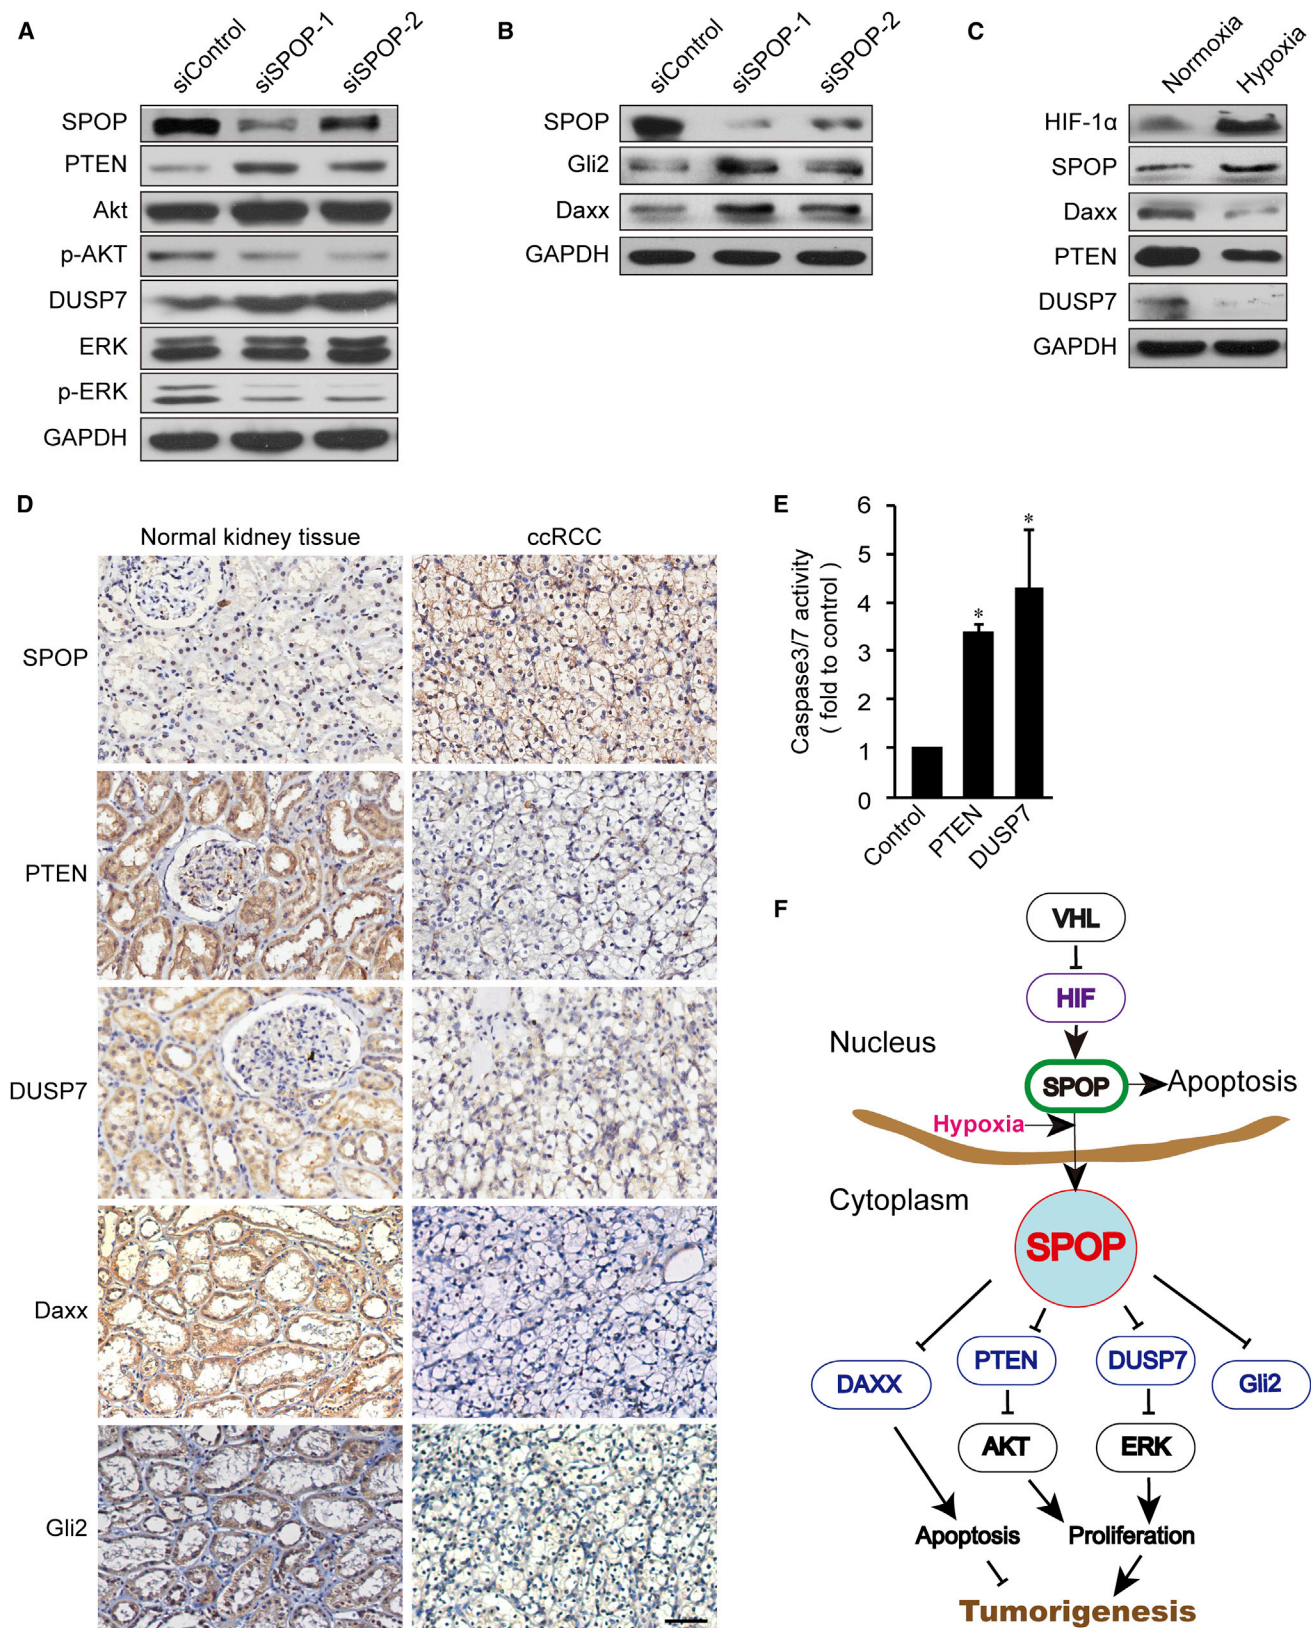 A
siControl
siSPOP-1
siSPOP-2
SPOP
PTEN
Akt
p-AKT
DUSP7
ERK
p-ERK
GAPDH
B
siControl
siSPOP-1
siSPOP-2
SPOP
Gli2
Daxx
GAPDH
C
Normoxia
Hypoxia
HIF-1α
SPOP
Daxx
PTEN
DUSP7
GAPDH
D
Normal kidney tissue
ccRCC
SPOP
PTEN
DUSP7
Daxx
Gli2
E
Caspase3/7 activity
( fold to control )
6
5
4
3
2
1
0
*
*
Control
PTEN
DUSP7
F
VHL
HIF
Nucleus
SPOP
Apoptosis
Hypoxia
Cytoplasm
SPOP
DAXX
PTEN
DUSP7
Gli2
AKT
ERK
Apoptosis
Proliferation
Tumorigenesis